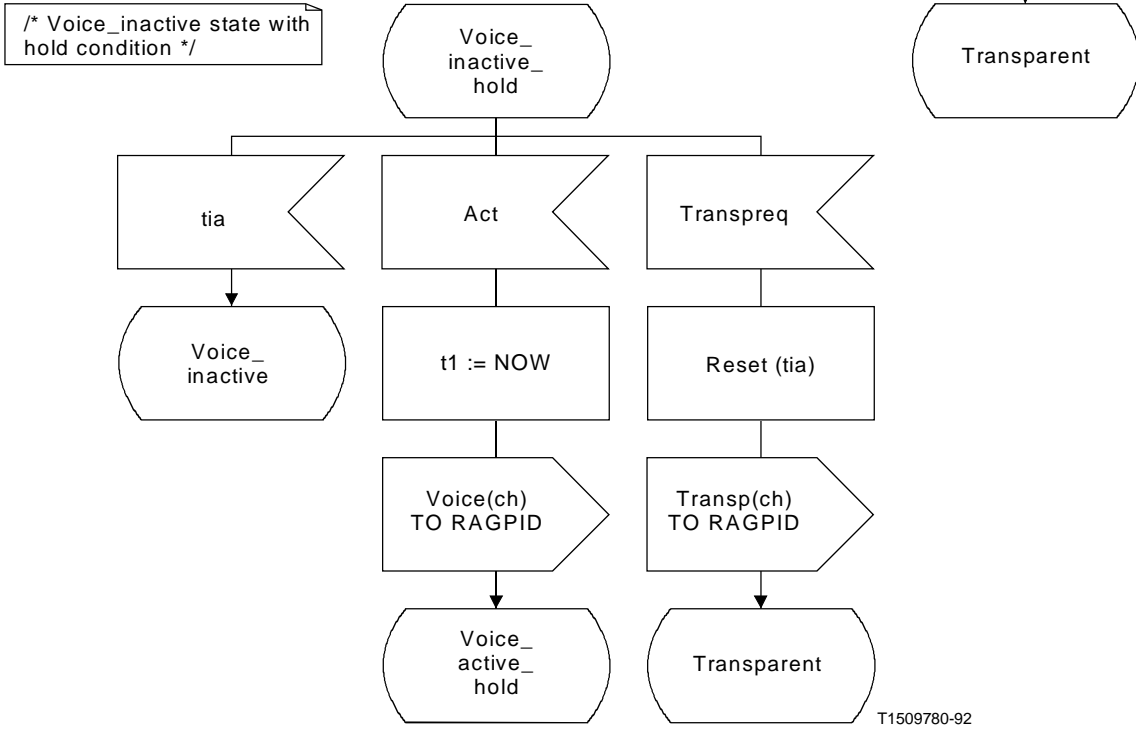 /* Voice_inactive state with
hold condition */
Voice_
inactive_
hold
Transparent
tia
Act
Transpreq
Voice_
inactive
t1 := NOW
Reset (tia)
Voice(ch)
TO RAGPID
Transp(ch)
TO RAGPID
Voice_
active_
hold
Transparent
T1509780-92